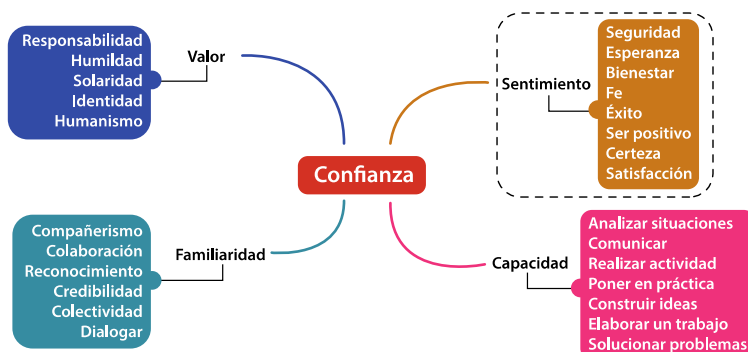 Responsabilidad
Humildad
Solaridad
Identidad
Humanismo
Valor
Seguridad
Esperanza
Bienestar
Fe
Éxito
Ser positivo
Certeza
Satisfacción
Sentimiento
Confianza
Compañerismo
Colaboración
Reconocimiento
Credibilidad
Colectividad
Dialogar
Familiaridad
Capacidad
Analizar situaciones
Comunicar
Realizar actividad
Poner en práctica
Construir ideas
Elaborar un trabajo
Solucionar problemas